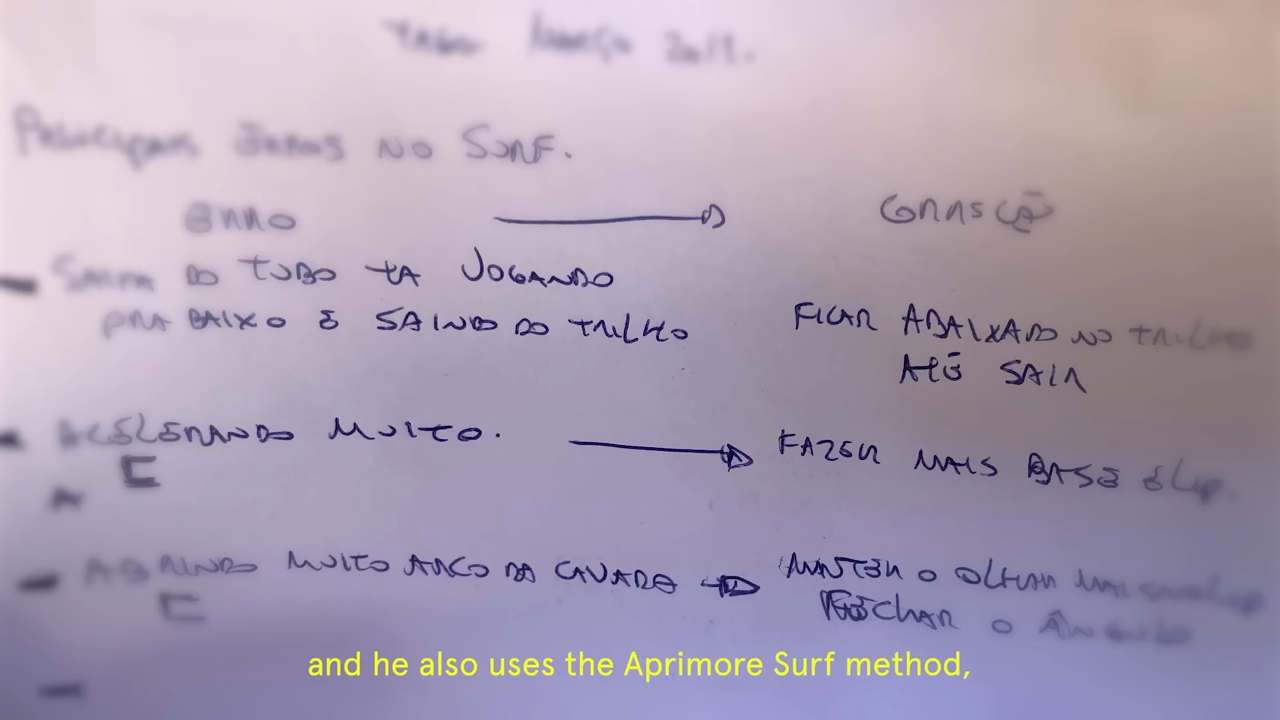 PRINCIPAIS NO SURF.
ERRO
CORREÇÃO
SAIDA DO TUBO TA JOGANDO
PRA BAIXO E SAINDO DO TRILHO
FICAR ABAIXADO NO TRILHO
ATÉ SAIR
ACELERANDO MUITO.
FAZER MAIS BASE
ABRINDO MUITO ARCO DA CAVADA
MANTER O OLHAR MAIS
FECHAR O ÂNGULO
and he also uses the Aprimore Surf method,